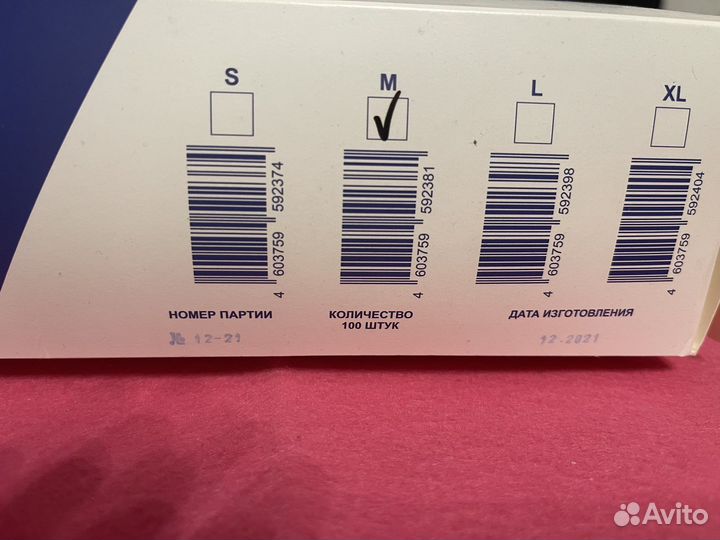 S M L XL
4 603759 592374
4 603759 592381
4 603759 592398
4 603759 592404
НОМЕР ПАРТИИ
№ 12-21
КОЛИЧЕСТВО
100 ШТУК
ДАТА ИЗГОТОВЛЕНИЯ
12.2021
Avito